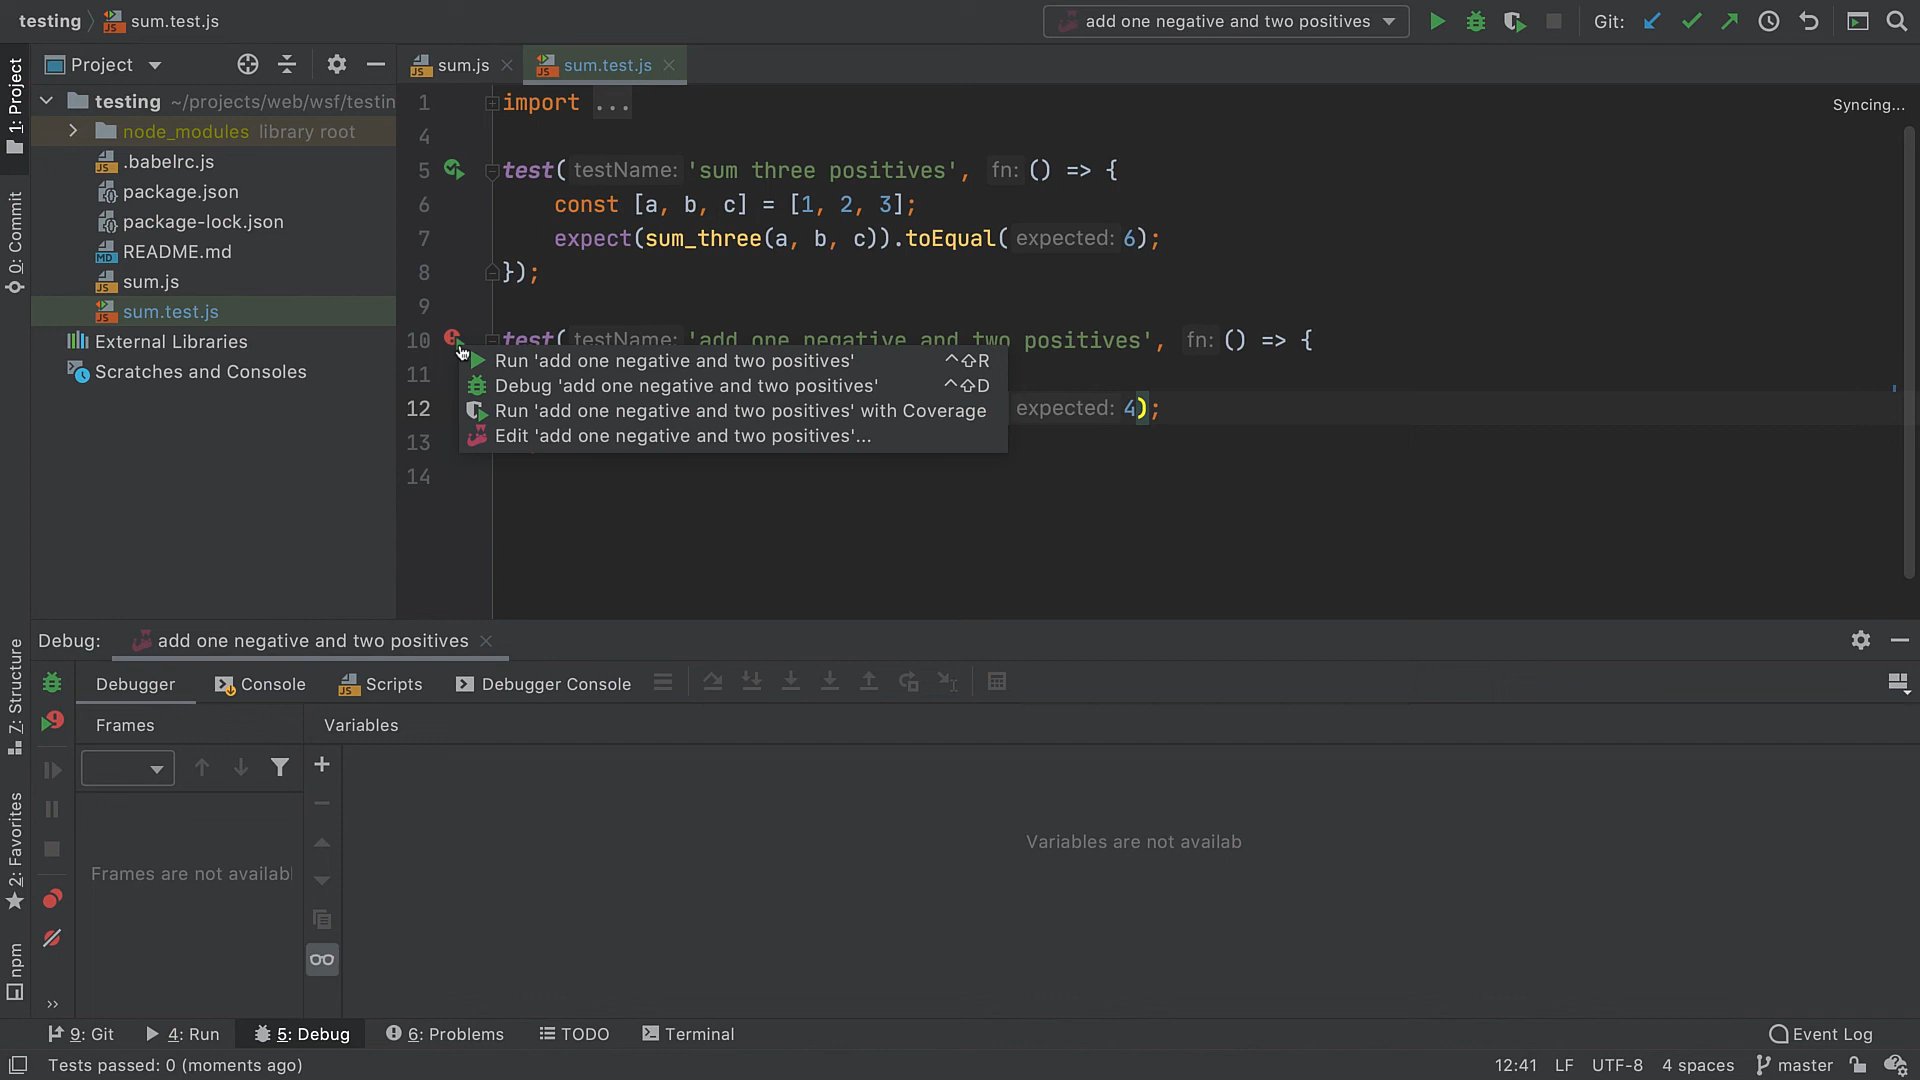 testing sum.test.js add one negative and two positives Git:
Project sum.js sum.test.js
1: Project
0: Commit
7: Structure
2: Favorites
npm
testing ~/projects/web/wsf/testin
node_modules library root
.babelrc.js
package.json
package-lock.json
README.md
sum.js
sum.test.js
External Libraries
Scratches and Consoles
1 import ...
Syncing...
4
5 test( testName: 'sum three positives', fn: () => {
6 const [a, b, c] = [1, 2, 3];
7 expect(sum_three(a, b, c)).toEqual( expected: 6);
8 });
9
10 test( testName: 'add one negative and two positives', fn: () => {
11
12 expected: 4);
13
14
Run 'add one negative and two positives' ^⇧R
Debug 'add one negative and two positives' ^⇧D
Run 'add one negative and two positives' with Coverage
Edit 'add one negative and two positives'...
Debug: add one negative and two positives
Debugger Console Scripts Debugger Console
Frames Variables
Variables are not availab
Frames are not availabl
9: Git 4: Run 5: Debug 6: Problems TODO Terminal Event Log
Tests passed: 0 (moments ago) 12:41 LF UTF-8 4 spaces master